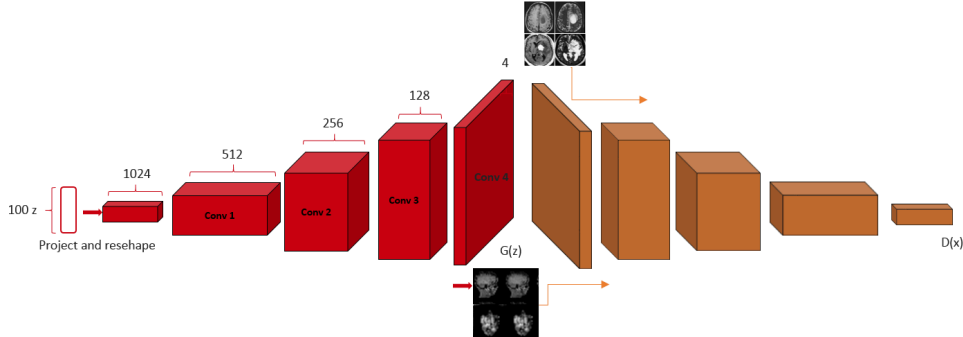 4
128
256
512
1024
100 z
Conv 1
Conv 2
Conv 3
Conv 4
Project and resehape
G(z)
D(x)